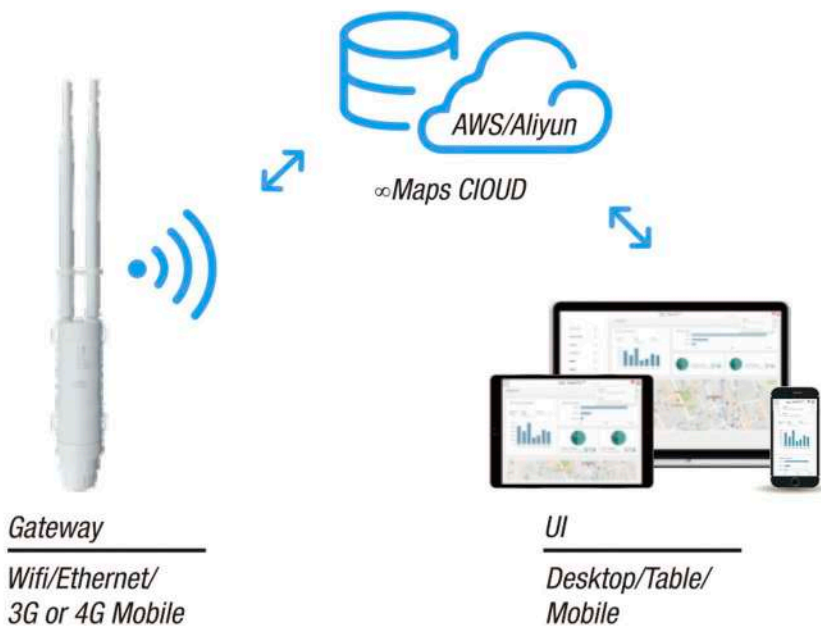 AWS/Aliyun
∞Maps ClOUD
Gateway
Wifi/Ethernet/
3G or 4G Mobile
UI
Desktop/Table/
Mobile